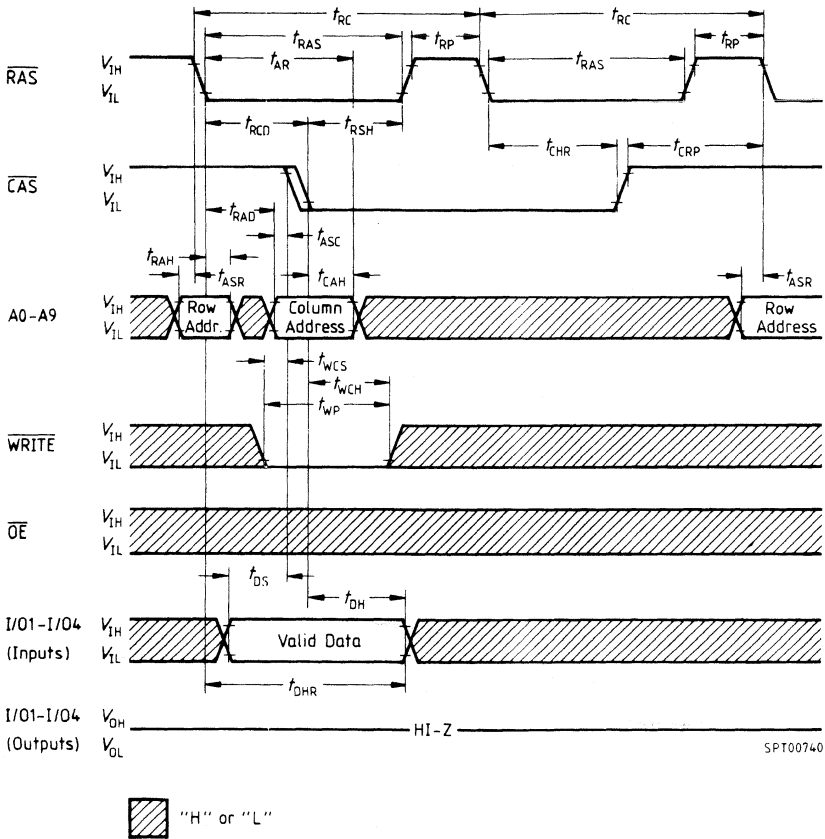 tRC tRC
tRAS tRP tRP
tAR tRAS
RAS VIH
VIL
tRCD tRSH
tCHR tCRP
CAS VIH
VIL
tRAD
tASC
tRAH
tASR tCAH tASR
A0-A9 VIH Row Column Row
VIL Addr. Address Address
tWCS
tWCH
tWP
WRITE VIH
VIL
OE VIH
VIL
tDS
tDH
I/O1-I/O4 VIH
Valid Data
(Inputs) VIL
tDHR
I/O1-I/O4 VOH
HI-Z
(Outputs) VOL
SPT00740
"H" or "L"